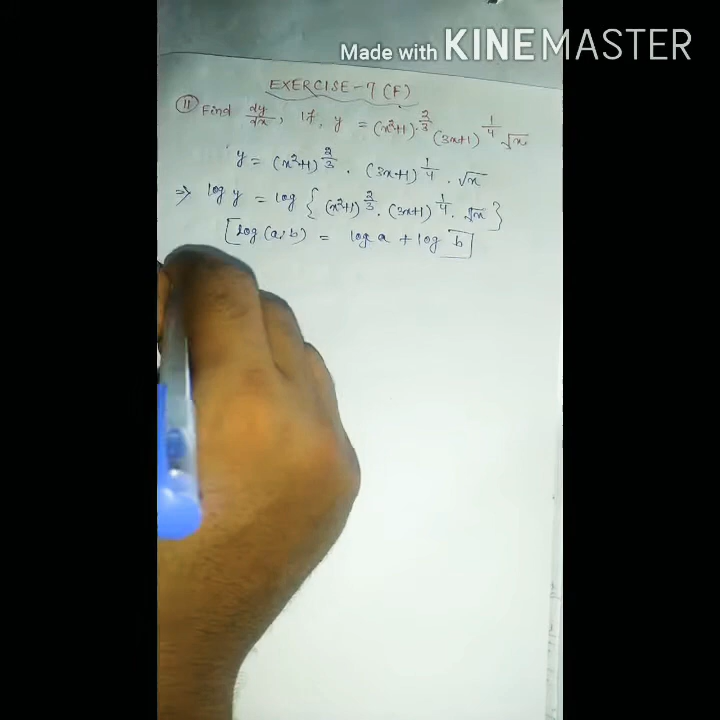 Made with KINEMASTER
EXERCISE-7(F)
11 Find dy/dx, if, y = (x²+1)·^2/3 (3x+1)^1/4 √x
y = (x²+1)^2/3 · (3x+1)^1/4 · √x
⇒ log y = log { (x²+1)^2/3 · (3x+1)^1/4 · √x }
[log (a·b) = log a + log b]